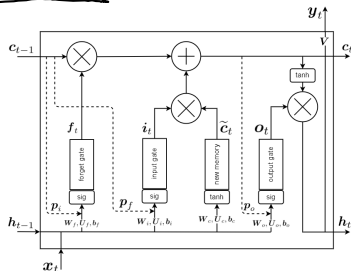 y_t
V
c_{t-1}
c_t
tanh
f_t
i_t
c̃_t
o_t
forget gate
input gate
new memory
output gate
sig
sig
tanh
sig
p_i
p_f
p_o
h_{t-1}
W_f,U_f,b_f
W_i,U_i,b_i
W_c,U_c,b_c
W_o,U_o,b_o
h_t
x_t